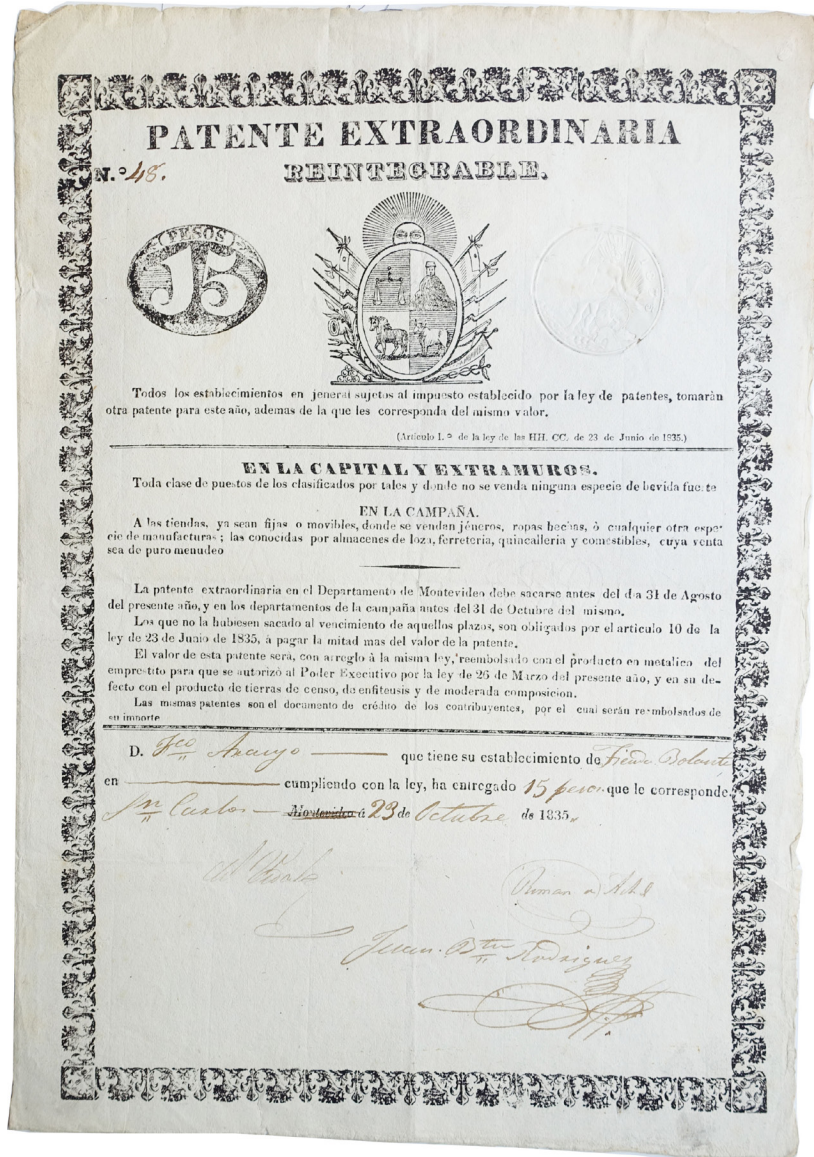 PATENTE EXTRAORDINARIA
N.º 48.
REINTEGRABLE.
PESOS
15
Todos los establecimientos en jeneral sujetos al impuesto establecido por la ley de patentes, tomaràn
otra patente para este año, ademas de la que les corresponda del mismo valor.
(Articulo 1.º de la ley de las HH. CC. de 23 de Junio de 1835.)
EN LA CAPITAL Y EXTRAMUROS.
Toda clase de puestos de los clasificados por tales y donde no se venda ninguna especie de bevida fuerte
EN LA CAMPAÑA.
A las tiendas, ya sean fijas o movibles, donde se vendan jéneros, ropas hechas, ó cualquier otra espe-
cie de manufacturas; las conocidas por almacenes de loza, ferreteria, quincalleria y comestibles, cuya venta
sea de puro menudeo
La patente extraordinaria en el Departamento de Montevideo debe sacarse antes del dia 31 de Agosto
del presente año, y en los departamentos de la campaña antes del 31 de Octubre del mismo.
Los que no la hubiesen sacado al vencimiento de aquellos plazos, son obligados por el articulo 10 de la
ley de 23 de Junio de 1835, à pagar la mitad mas del valor de la patente.
El valor de esta patente serà, con arreglo à la misma ley, reembolsado con el producto en metalico del
emprestito para que se autorizó al Poder Executivo por la ley de 26 de Marzo del presente año, y en su de-
fecto con el producto de tierras de censo, de enfiteusis y de moderada composicion.
Las mismas patentes son el documento de crédito de los contribuyentes, por el cual seràn reembolsados de
su importe
D. Fco Araujo que tiene su establecimiento de Tienda Bolante
en cumpliendo con la ley, ha entregado 15 pesos que le corresponde.
Sn Carlos Montevideo á 23 de Octubre de 1835,,
Juan Bta Rodriguez